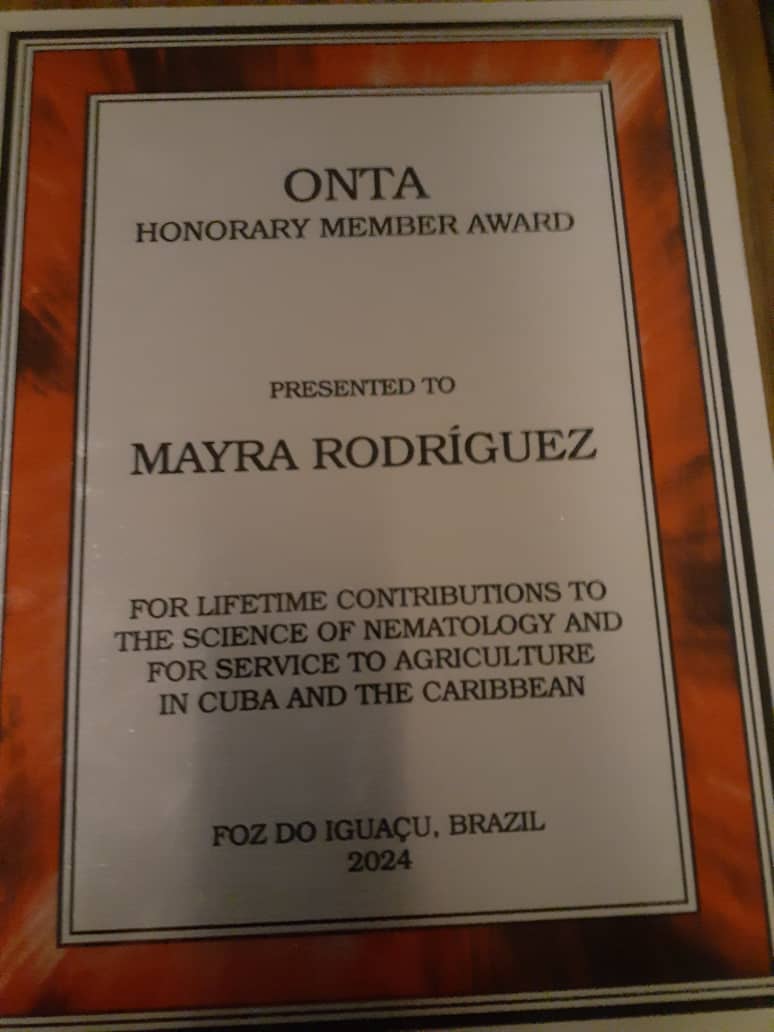 ONTA
HONORARY MEMBER AWARD
PRESENTED TO
MAYRA RODRÍGUEZ
FOR LIFETIME CONTRIBUTIONS TO
THE SCIENCE OF NEMATOLOGY AND
FOR SERVICE TO AGRICULTURE
IN CUBA AND THE CARIBBEAN
FOZ DO IGUAÇU, BRAZIL
2024